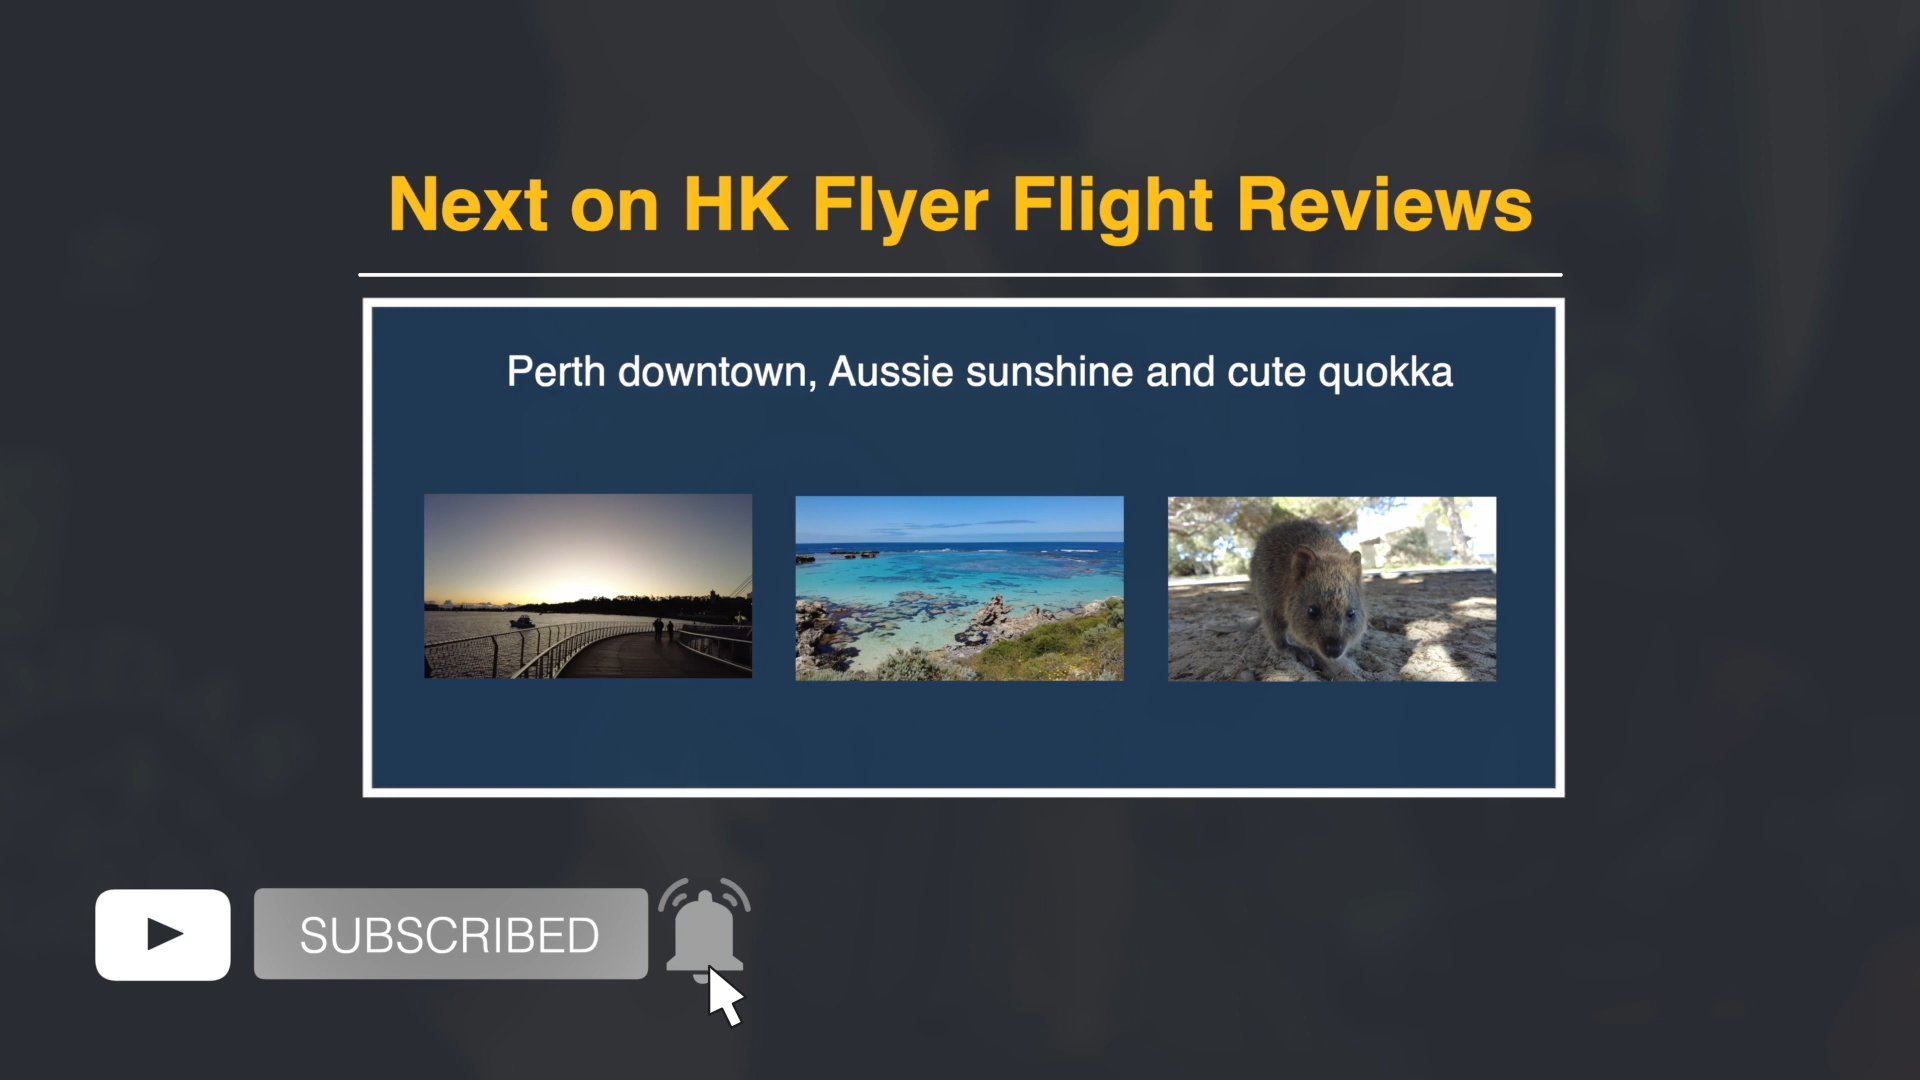 Next on HK Flyer Flight Reviews
Perth downtown, Aussie sunshine and cute quokka
SUBSCRIBED